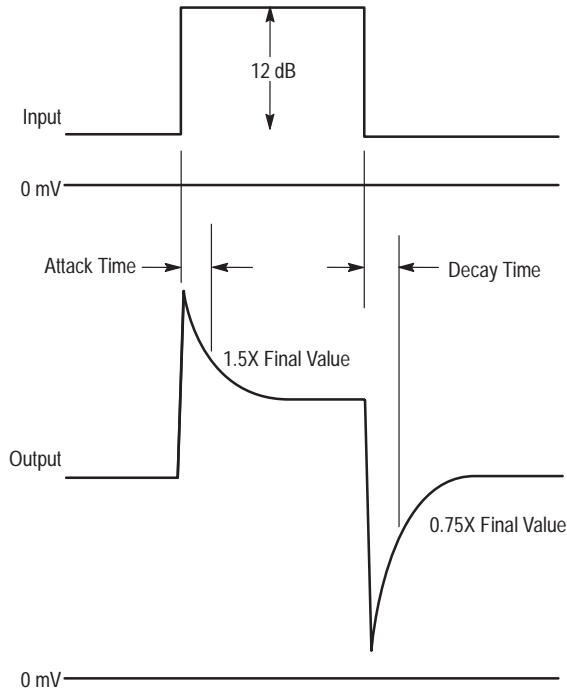 12 dB
Input
0 mV
Attack Time
Decay Time
1.5X Final Value
Output
0.75X Final Value
0 mV